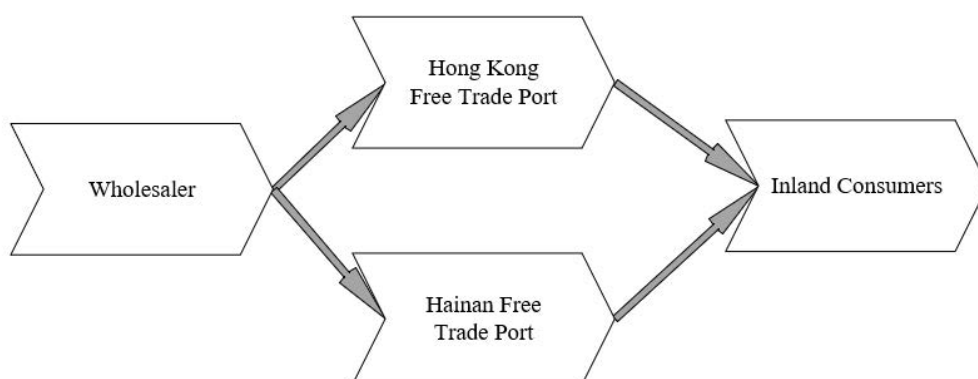 Wholesaler
Hong Kong
Free Trade Port
Hainan Free
Trade Port
Inland Consumers